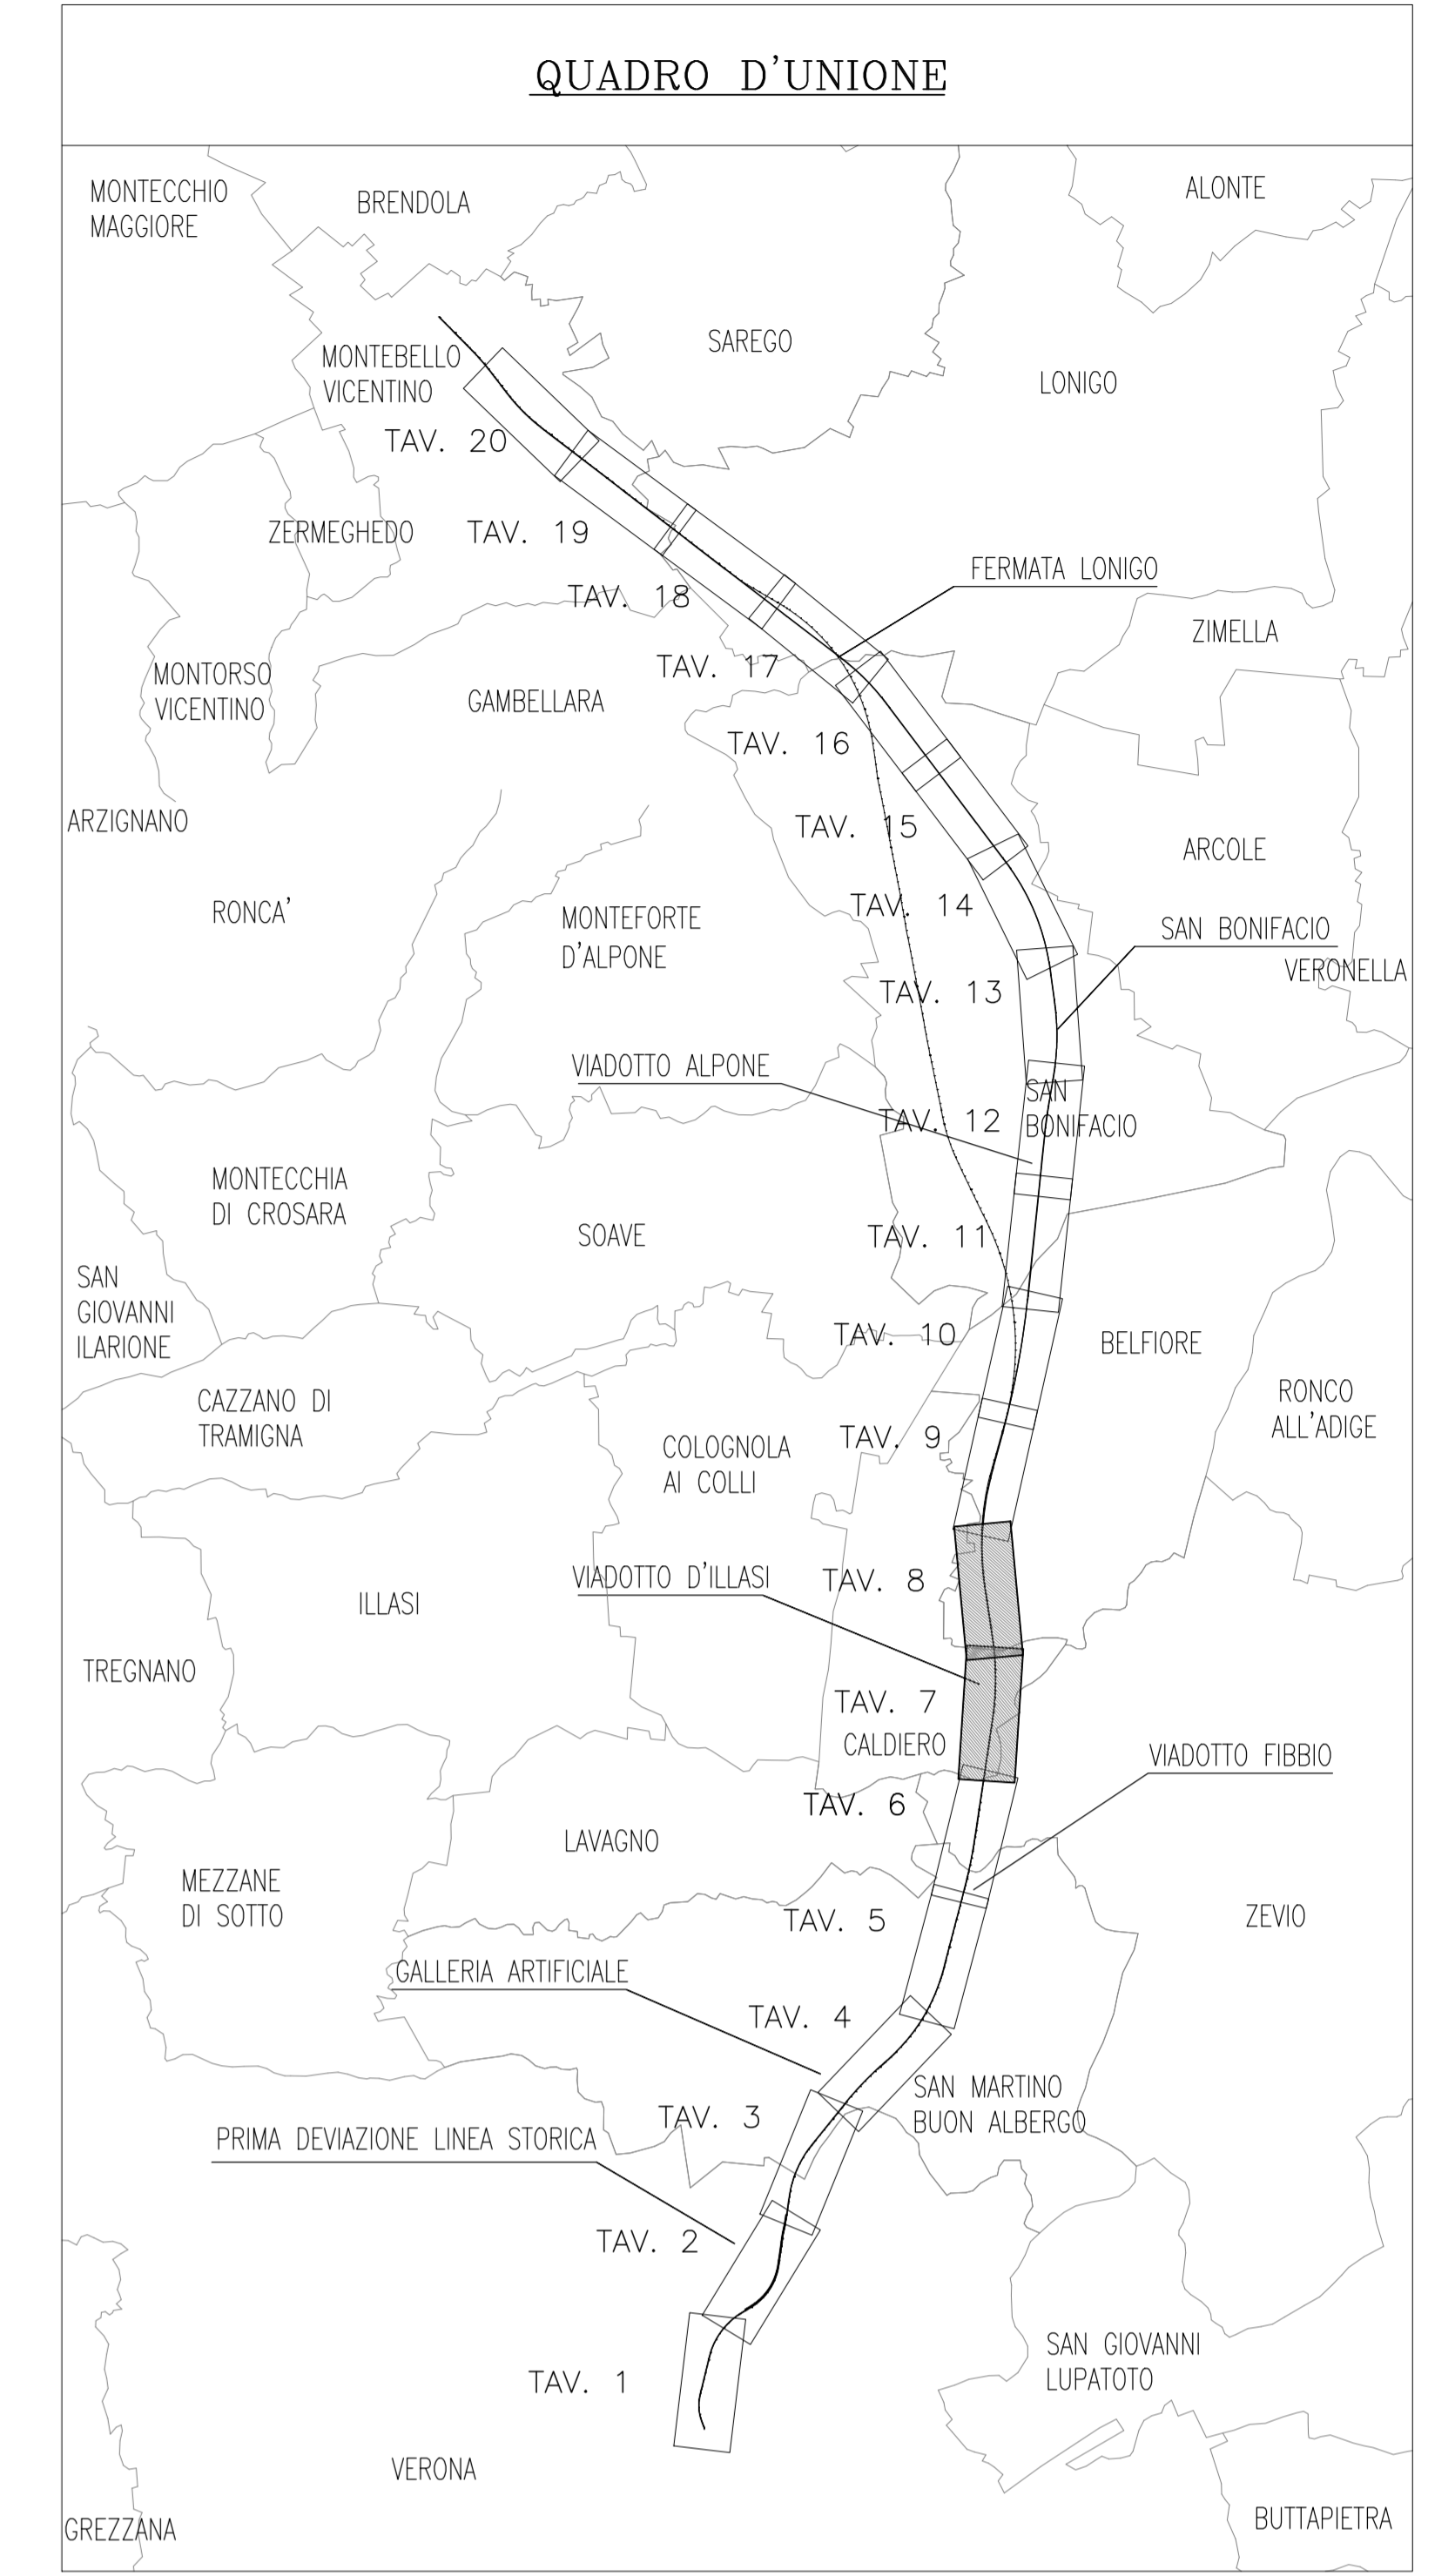 QUADRO D'UNIONE
MONTECCHIO
MAGGIORE
BRENDOLA
ALONTE
SAREGO
MONTEBELLO
VICENTINO
LONIGO
TAV. 20
ZERMEGHEDO
TAV. 19
FERMATA LONIGO
TAV. 18
ZIMELLA
TAV. 17
MONTORSO
VICENTINO
GAMBELLARA
TAV. 16
ARZIGNANO
TAV. 15
ARCOLE
RONCA'
TAV. 14
MONTEFORTE
D'ALPONE
SAN BONIFACIO
VERONELLA
TAV. 13
VIADOTTO ALPONE
SAN
BONIFACIO
TAV. 12
MONTECCHIA
DI CROSARA
SOAVE
TAV. 11
SAN
GIOVANNI
ILARIONE
TAV. 10
BELFIORE
CAZZANO DI
TRAMIGNA
RONCO
ALL'ADIGE
COLOGNOLA
AI COLLI
TAV. 9
VIADOTTO D'ILLASI
TAV. 8
ILLASI
TREGNANO
TAV. 7
CALDIERO
VIADOTTO FIBBIO
TAV. 6
LAVAGNO
MEZZANE
DI SOTTO
TAV. 5
ZEVIO
GALLERIA ARTIFICIALE
TAV. 4
SAN MARTINO
BUON ALBERGO
TAV. 3
PRIMA DEVIAZIONE LINEA STORICA
TAV. 2
SAN GIOVANNI
LUPATOTO
TAV. 1
VERONA
BUTTAPIETRA
GREZZANA